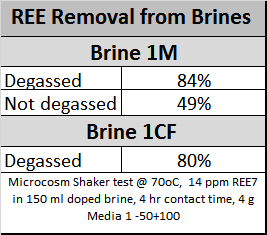 REE Removal from Brines
Brine 1M
Degassed 84%
Not degassed 49%
Brine 1CF
Degassed 80%
Microcosm Shaker test @ 70oC, 14 ppm REE7
in 150 ml doped brine, 4 hr contact time, 4 g
Media 1 -50+100